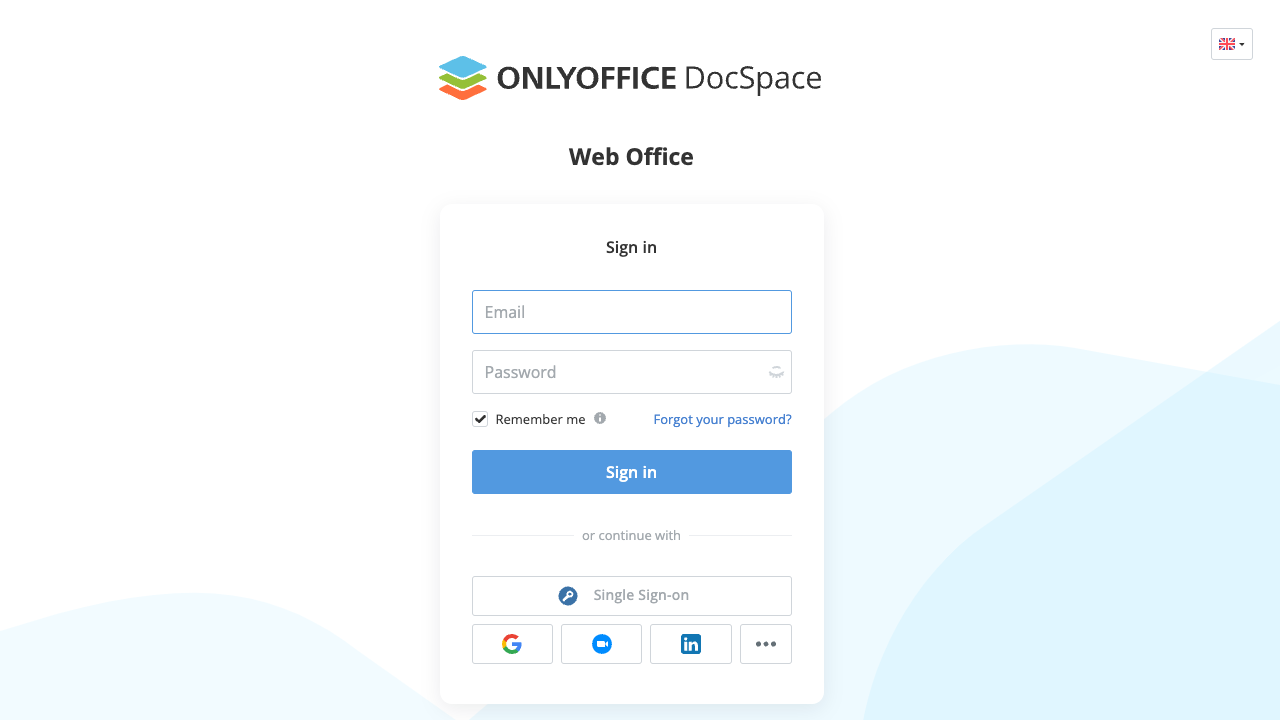 ONLYOFFICE DocSpace
Web Office
Sign in
Email
Password
Remember me
Forgot your password?
Sign in
or continue with
Single Sign-on